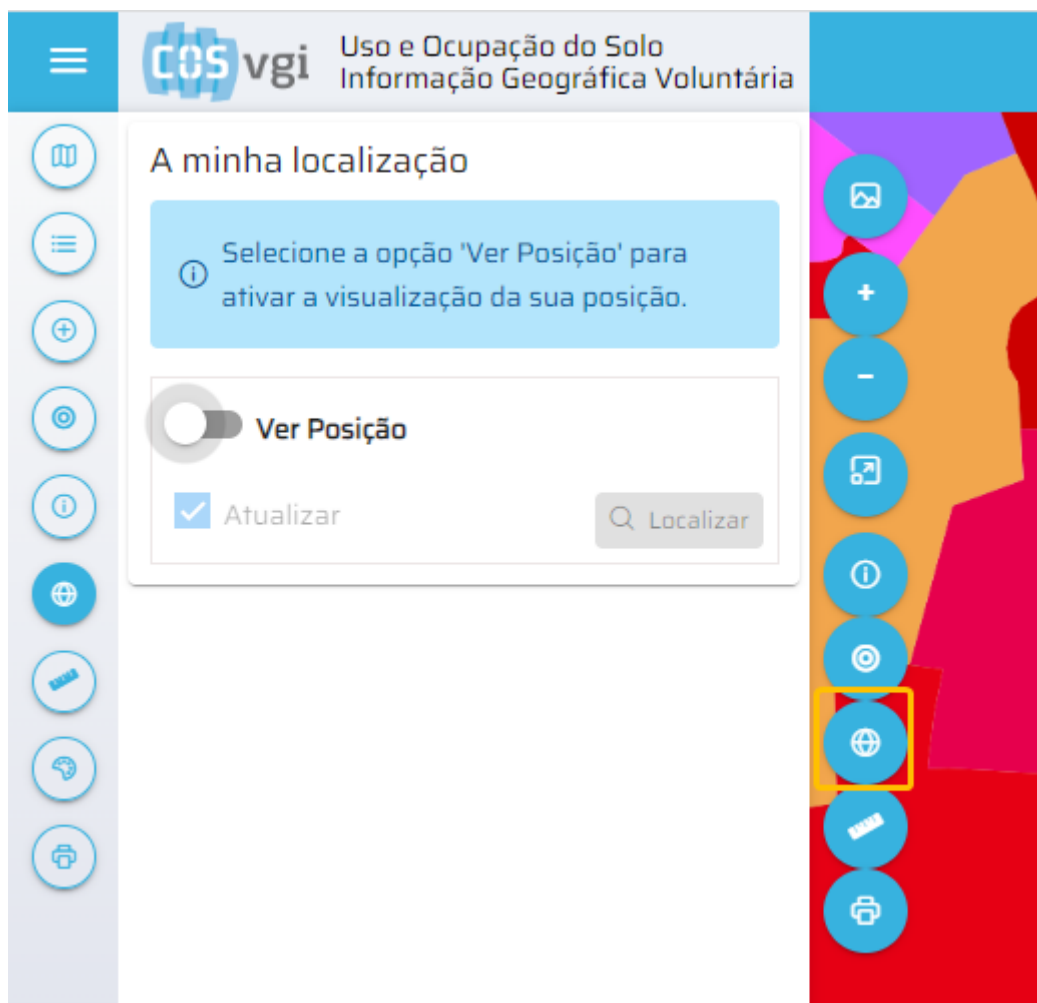 COS vgi
Uso e Ocupação do Solo
Informação Geográfica Voluntária
A minha localização
Selecione a opção 'Ver Posição' para
ativar a visualização da sua posição.
Ver Posição
Atualizar
Localizar